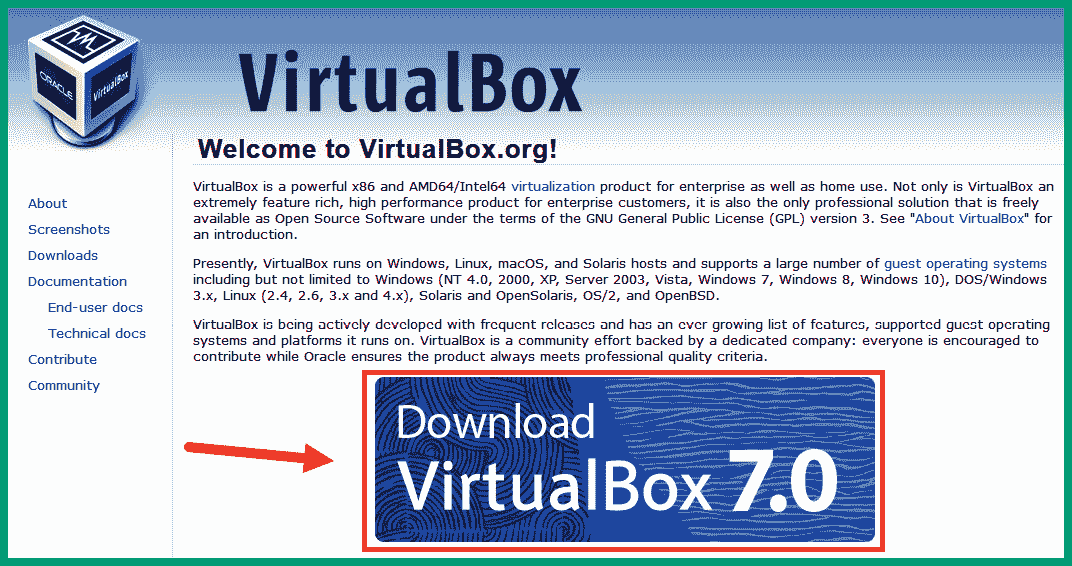 ORACLE
VirtualBox
VirtualBox
Welcome to VirtualBox.org!
About
Screenshots
Downloads
Documentation
End-user docs
Technical docs
Contribute
Community
VirtualBox is a powerful x86 and AMD64/Intel64 virtualization product for enterprise as well as home use. Not only is VirtualBox an
extremely feature rich, high performance product for enterprise customers, it is also the only professional solution that is freely
available as Open Source Software under the terms of the GNU General Public License (GPL) version 3. See "About VirtualBox" for
an introduction.
Presently, VirtualBox runs on Windows, Linux, macOS, and Solaris hosts and supports a large number of guest operating systems
including but not limited to Windows (NT 4.0, 2000, XP, Server 2003, Vista, Windows 7, Windows 8, Windows 10), DOS/Windows
3.x, Linux (2.4, 2.6, 3.x and 4.x), Solaris and OpenSolaris, OS/2, and OpenBSD.
VirtualBox is being actively developed with frequent releases and has an ever growing list of features, supported guest operating
systems and platforms it runs on. VirtualBox is a community effort backed by a dedicated company: everyone is encouraged to
contribute while Oracle ensures the product always meets professional quality criteria.
Download
VirtualBox 7.0